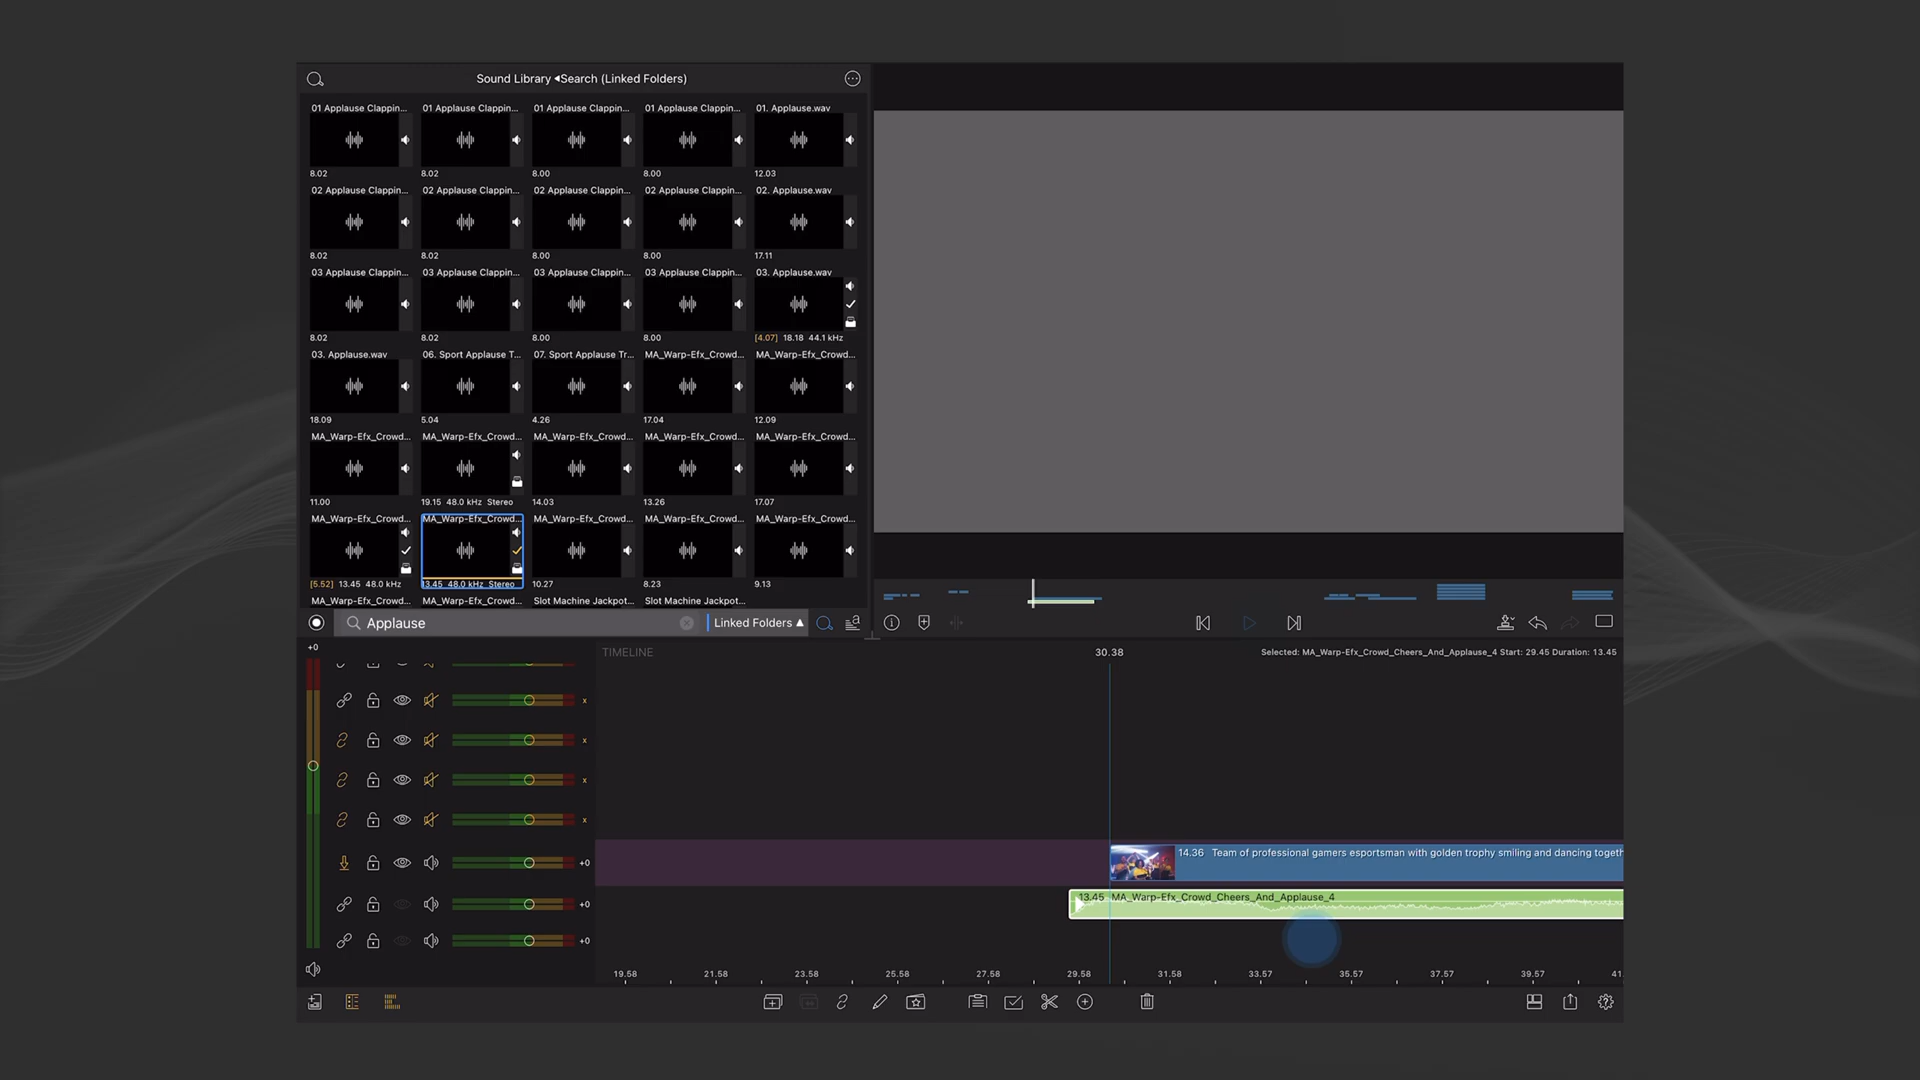 Sound Library ◂Search (Linked Folders)
01 Applause Clappin... 01 Applause Clappin... 01 Applause Clappin... 01 Applause Clappin... 01. Applause.wav
8.02 8.02 8.00 8.00 12.03
02 Applause Clappin... 02 Applause Clappin... 02 Applause Clappin... 02 Applause Clappin... 02. Applause.wav
8.02 8.02 8.00 8.00 17.11
03 Applause Clappin... 03 Applause Clappin... 03 Applause Clappin... 03 Applause Clappin... 03. Applause.wav
8.02 8.02 8.00 8.00 [4.07] 18.18 44.1 kHz
03. Applause.wav 06. Sport Applause T... 07. Sport Applause Tr... MA_Warp-Efx_Crowd... MA_Warp-Efx_Crowd...
18.09 5.04 4.26 17.04 12.09
MA_Warp-Efx_Crowd... MA_Warp-Efx_Crowd... MA_Warp-Efx_Crowd... MA_Warp-Efx_Crowd... MA_Warp-Efx_Crowd...
11.00 19.15 48.0 kHz Stereo 14.03 13.26 17.07
MA_Warp-Efx_Crowd... MA_Warp-Efx_Crowd... MA_Warp-Efx_Crowd... MA_Warp-Efx_Crowd... MA_Warp-Efx_Crowd...
[5.52] 13.45 48.0 kHz 13.45 48.0 kHz Stereo 10.27 8.23 9.13
MA_Warp-Efx_Crowd... MA_Warp-Efx_Crowd... Slot Machine Jackpot... Slot Machine Jackpot...
Applause
Linked Folders ▲
+0
TIMELINE
30.38
Selected: MA_Warp-Efx_Crowd_Cheers_And_Applause_4 Start: 29.45 Duration: 13.45
x
x
x
x
+0
14.36 Team of professional gamers esportsman with golden trophy smiling and dancing togeth
+0
13.45 MA_Warp-Efx_Crowd_Cheers_And_Applause_4
+0
19.58 21.58 23.58 25.58 27.58 29.58 31.58 33.57 35.57 37.57 39.57 41.